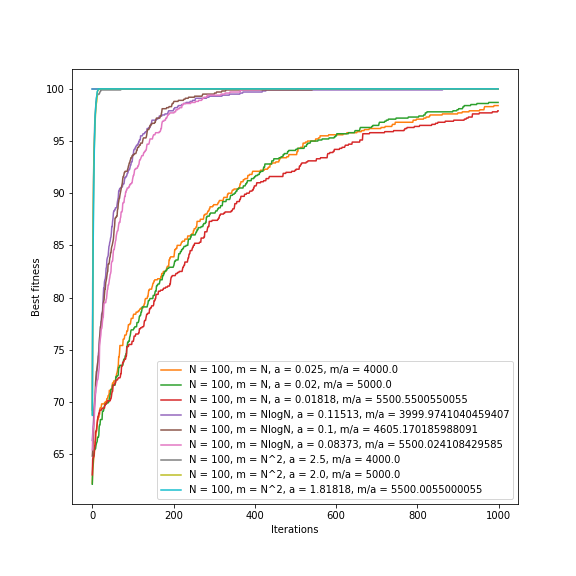 100
95
90
85
80
75
70
65
Best fitness
N = 100, m = N, a = 0.025, m/a = 4000.0
N = 100, m = N, a = 0.02, m/a = 5000.0
N = 100, m = N, a = 0.01818, m/a = 5500.5500550055
N = 100, m = NlogN, a = 0.11513, m/a = 3999.9741040459407
N = 100, m = NlogN, a = 0.1, m/a = 4605.170185988091
N = 100, m = NlogN, a = 0.08373, m/a = 5500.024108429585
N = 100, m = N^2, a = 2.5, m/a = 4000.0
N = 100, m = N^2, a = 2.0, m/a = 5000.0
N = 100, m = N^2, a = 1.81818, m/a = 5500.0055000055
0 200 400 600 800 1000
Iterations